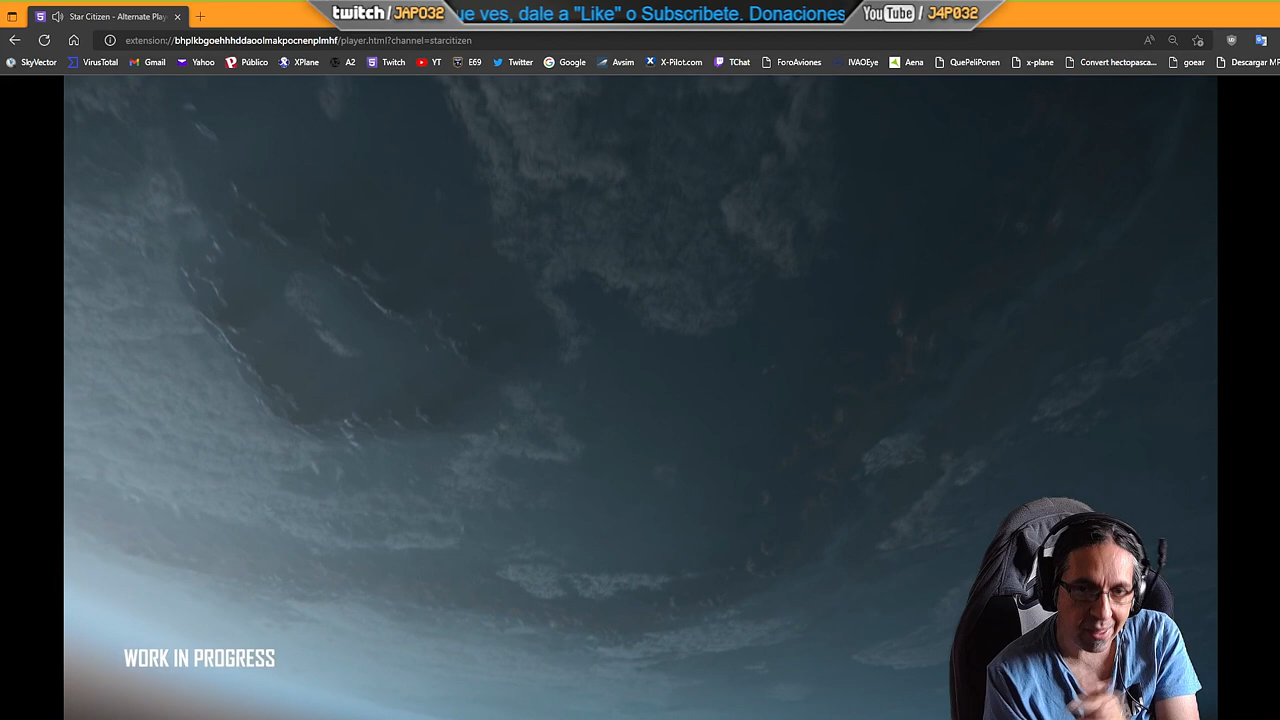 Star Citizen - Alternate Play
twitch / JAPO32
ue ves, dale a "Like" o Subscribete. Donaciones
YouTube / J4P032
extension://bhplkbgoehhhddaoolmakpocnenplmhf/player.html?channel=starcitizen
SkyVector VirusTotal Gmail Yahoo Público XPlane A2 Twitch YT E69 Twitter Google Avsim X-Pilot.com TChat ForoAviones IVAOEye Aena QuePeliPonen x-plane Convert hectopasca... goear Descargar MP
WORK IN PROGRESS